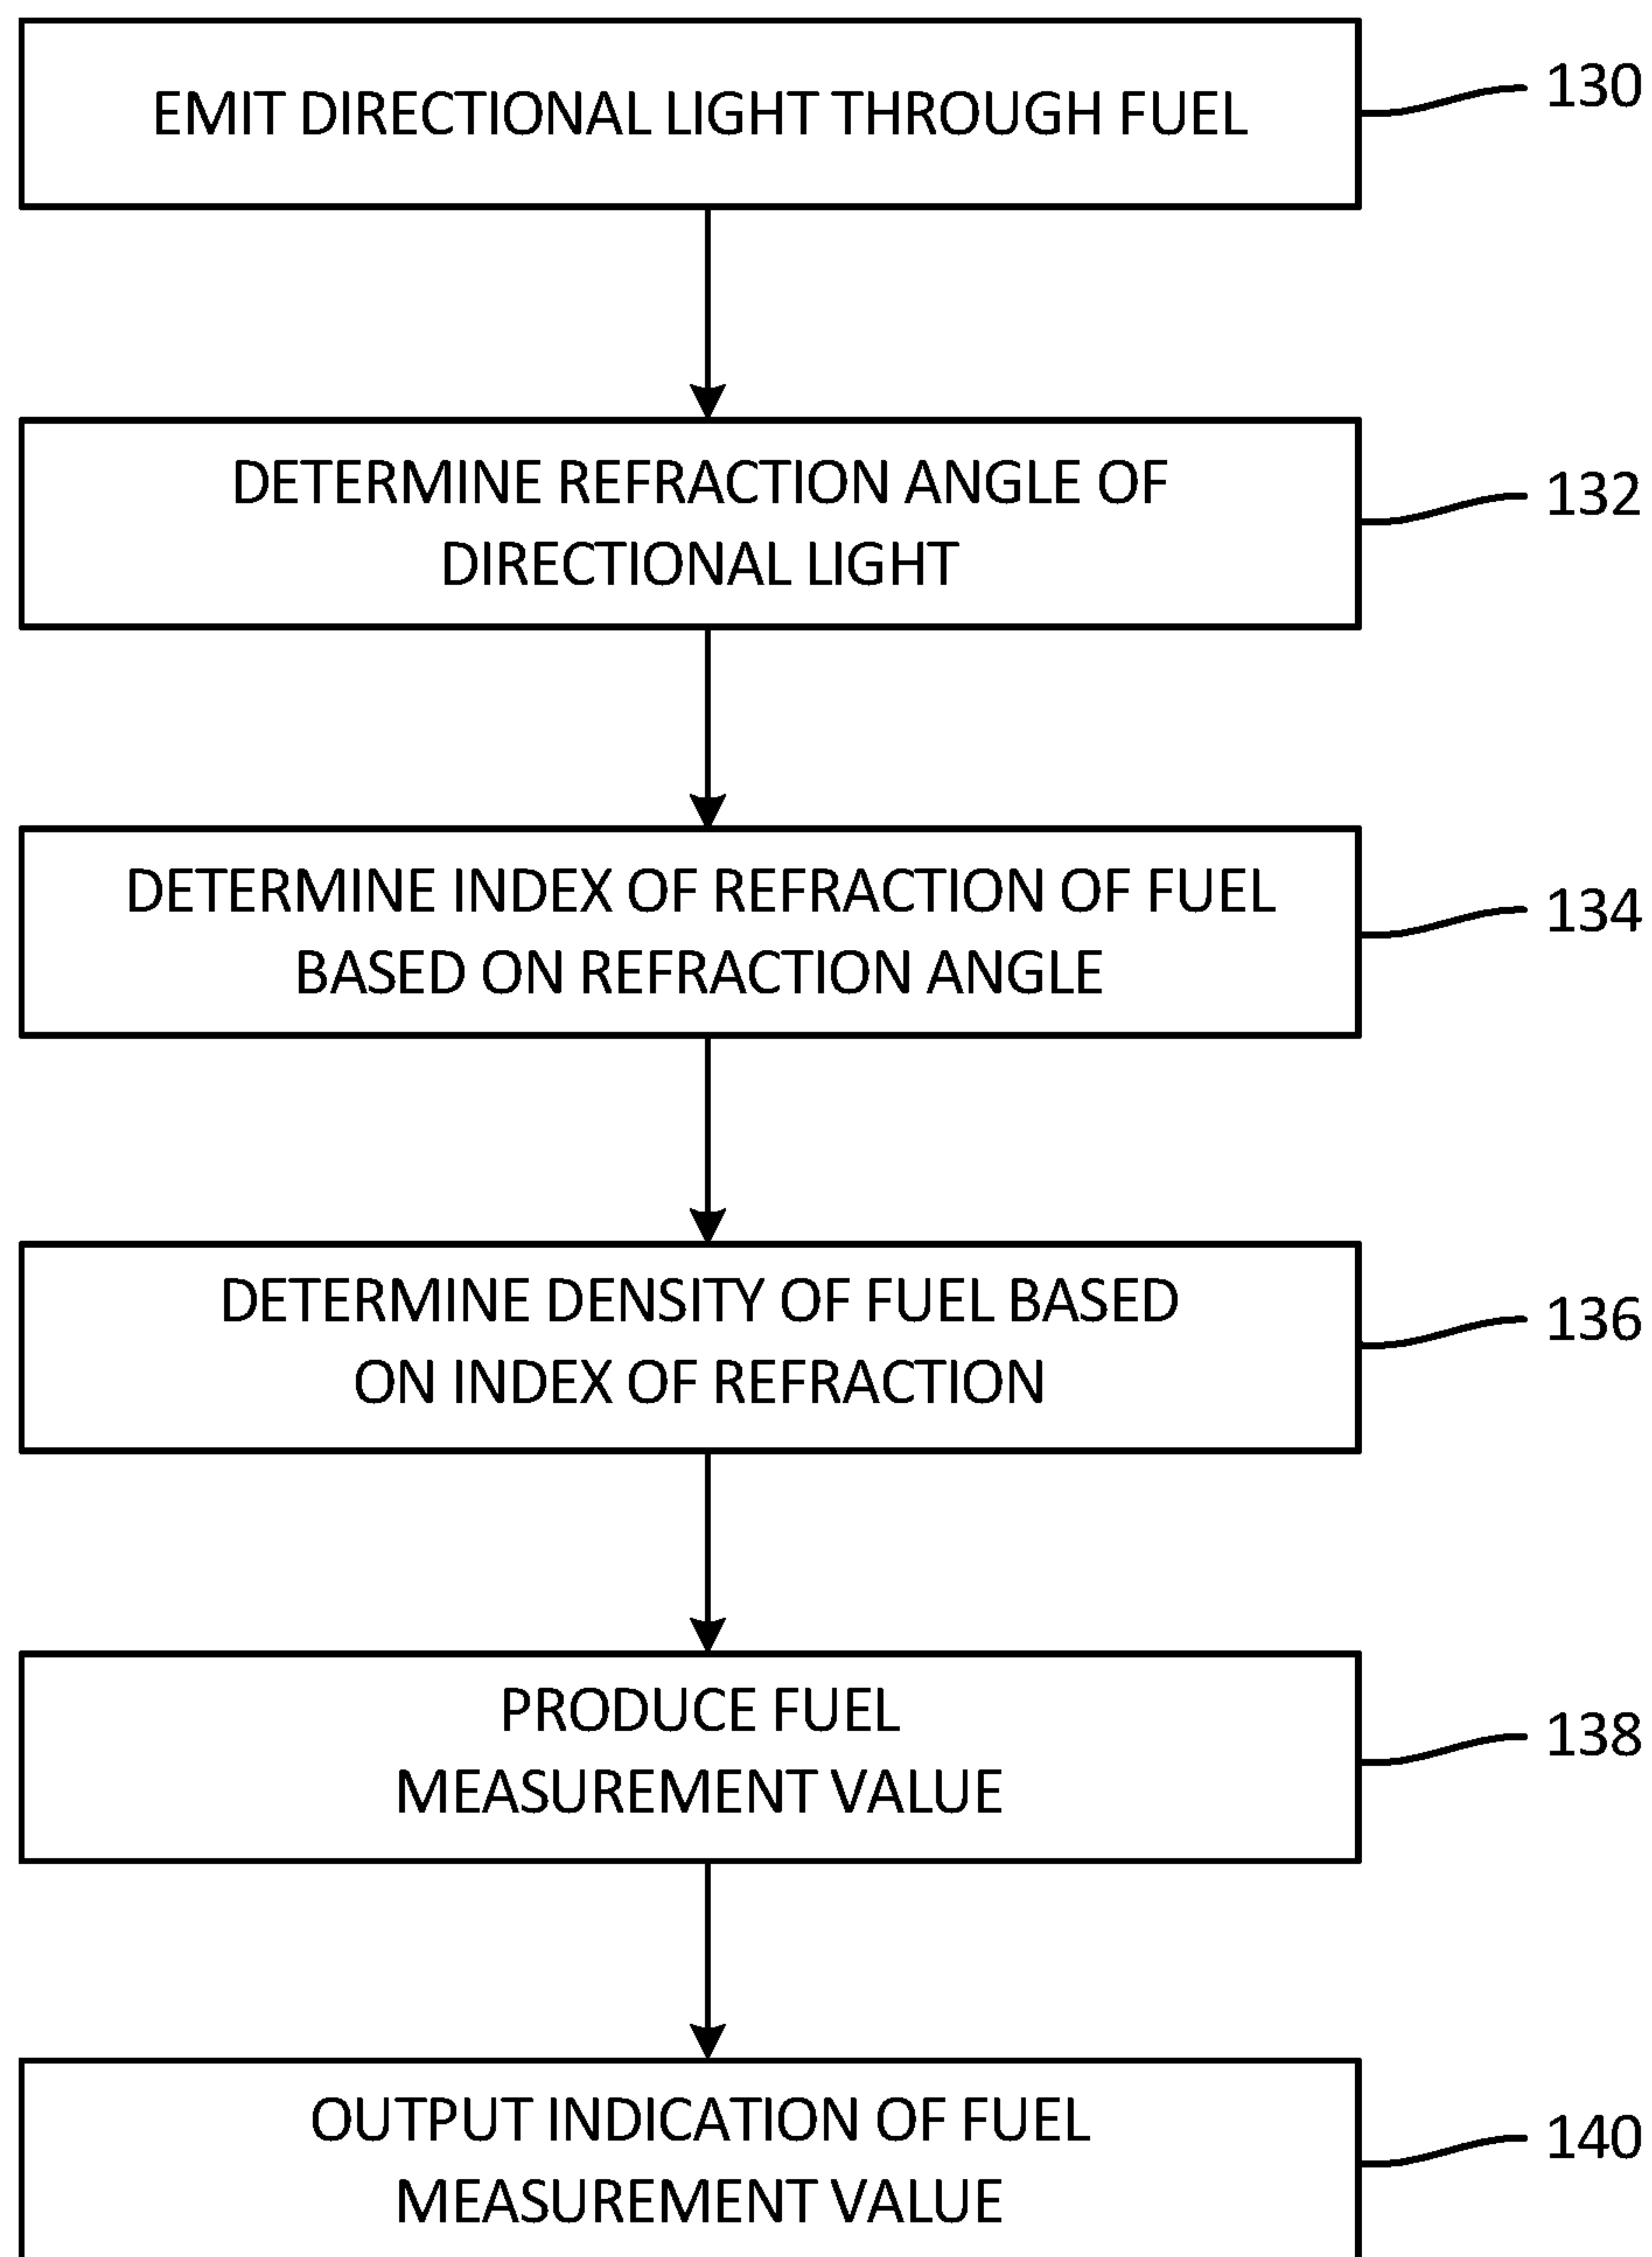 EMIT DIRECTIONAL LIGHT THROUGH FUEL
130
DETERMINE REFRACTION ANGLE OF
DIRECTIONAL LIGHT
132
DETERMINE INDEX OF REFRACTION OF FUEL
BASED ON REFRACTION ANGLE
134
DETERMINE DENSITY OF FUEL BASED
ON INDEX OF REFRACTION
136
PRODUCE FUEL
MEASUREMENT VALUE
138
OUTPUT INDICATION OF FUEL
MEASUREMENT VALUE
140